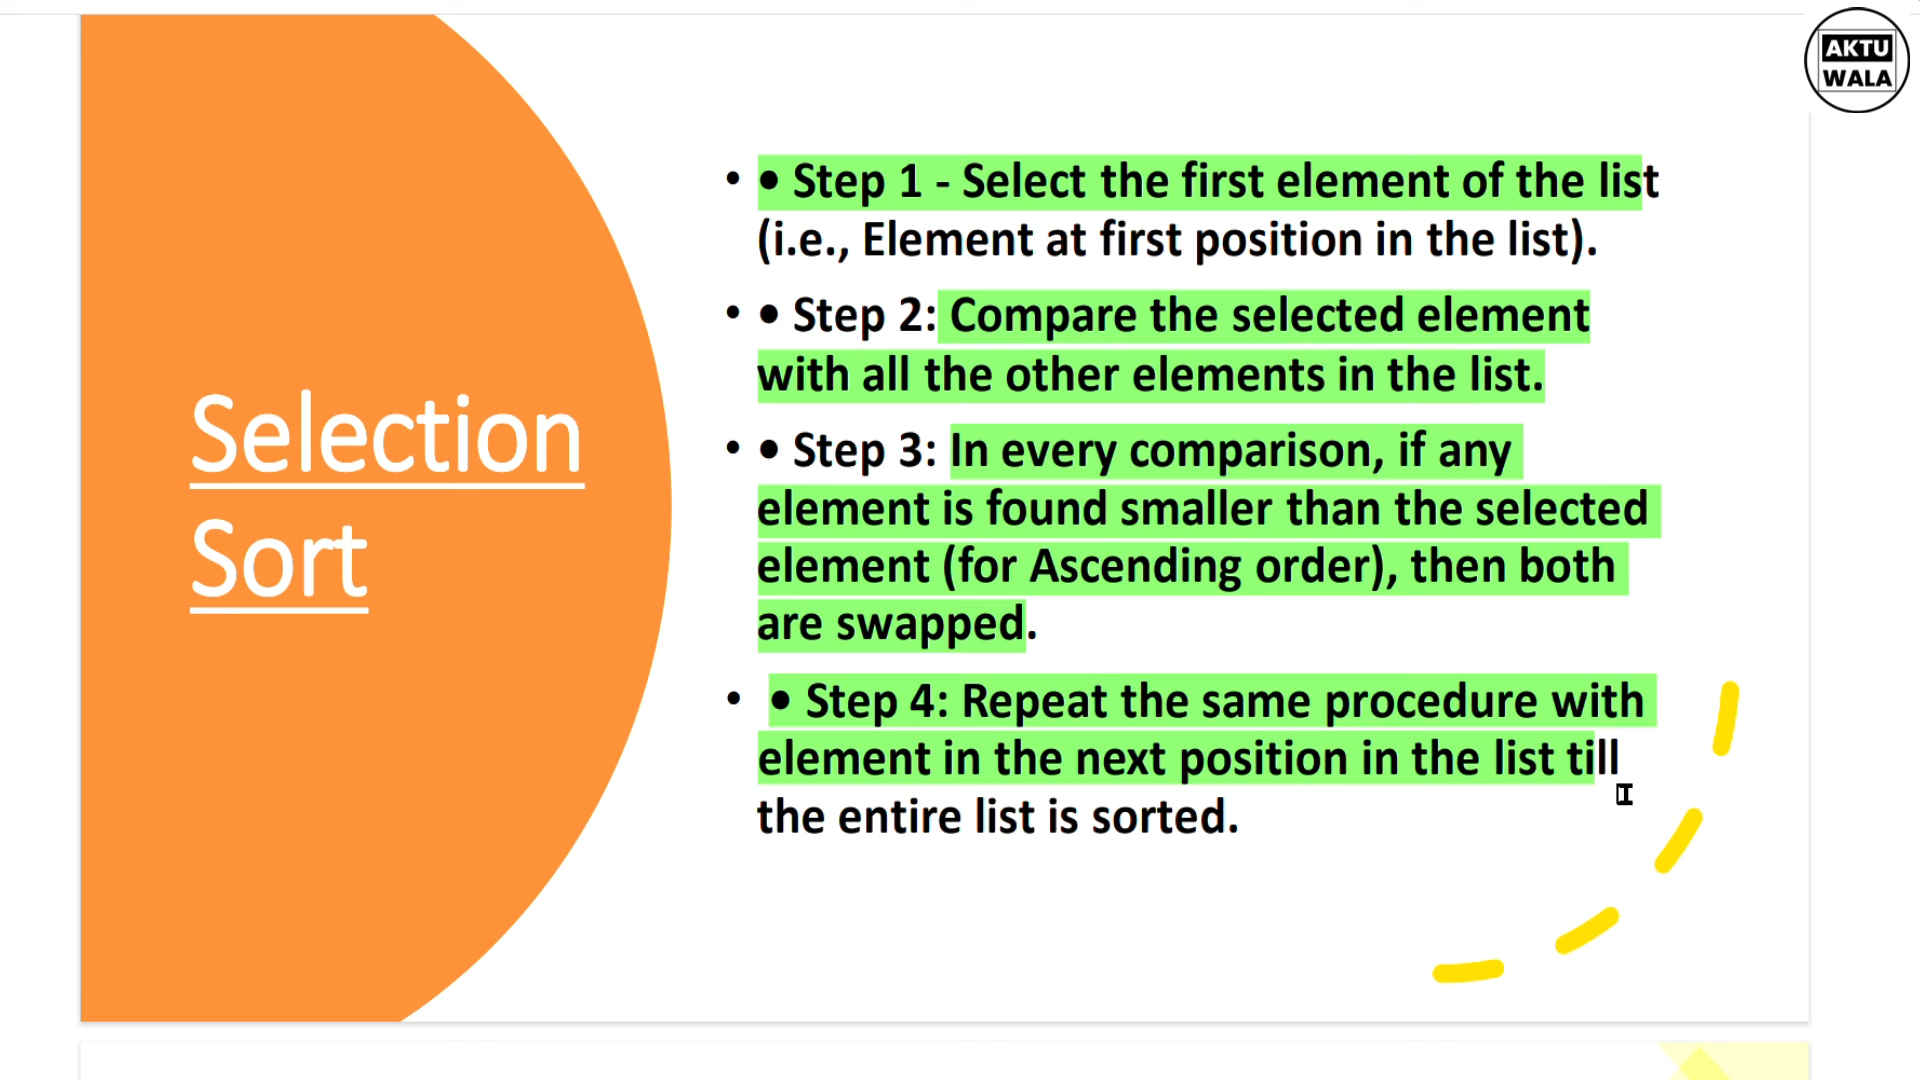 AKTU
WALA
Selection
Sort
• • Step 1 - Select the first element of the list
(i.e., Element at first position in the list).
• • Step 2: Compare the selected element
with all the other elements in the list.
• • Step 3: In every comparison, if any
element is found smaller than the selected
element (for Ascending order), then both
are swapped.
• • Step 4: Repeat the same procedure with
element in the next position in the list till
the entire list is sorted.